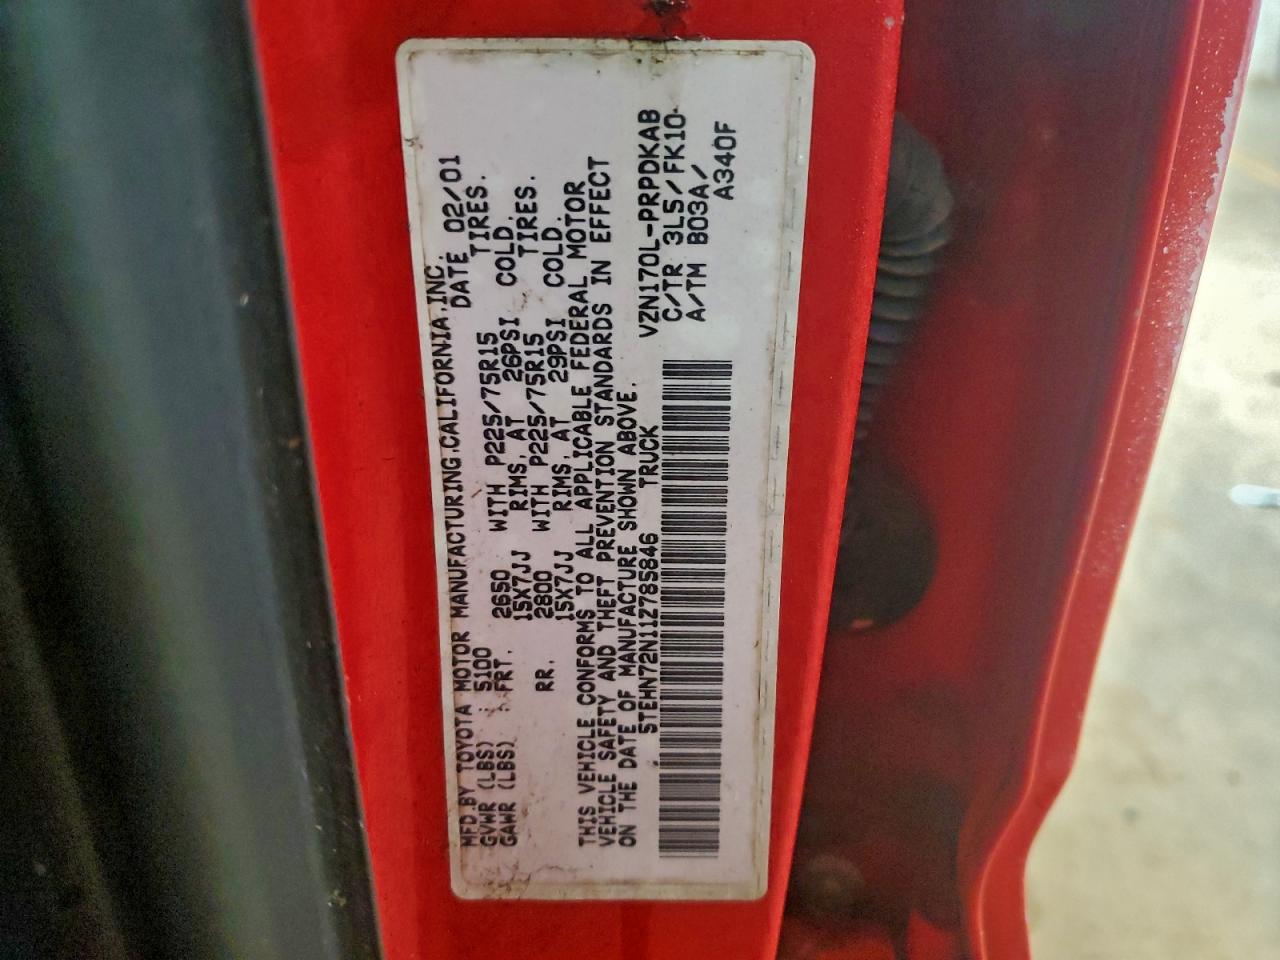 MFD.BY TOYOTA MOTOR MANUFACTURING,CALIFORNIA,INC.
DATE 02/01
GVWR (LBS) : 5100
GAWR (LBS) : FRT. 2650 WITH P225/75R15 TIRES.
15X7JJ RIMS, AT 26PSI COLD.
RR. 2800 WITH P225/75R15 TIRES.
15X7JJ RIMS, AT 29PSI COLD.
THIS VEHICLE CONFORMS TO ALL APPLICABLE FEDERAL MOTOR
VEHICLE SAFETY AND THEFT PREVENTION STANDARDS IN EFFECT
ON THE DATE OF MANUFACTURE SHOWN ABOVE.
5TEHN72N11Z785846 TRUCK
VZN170L-PRPDKAB
C/TR 3L5/FK10
A/TM B03A/
A340F